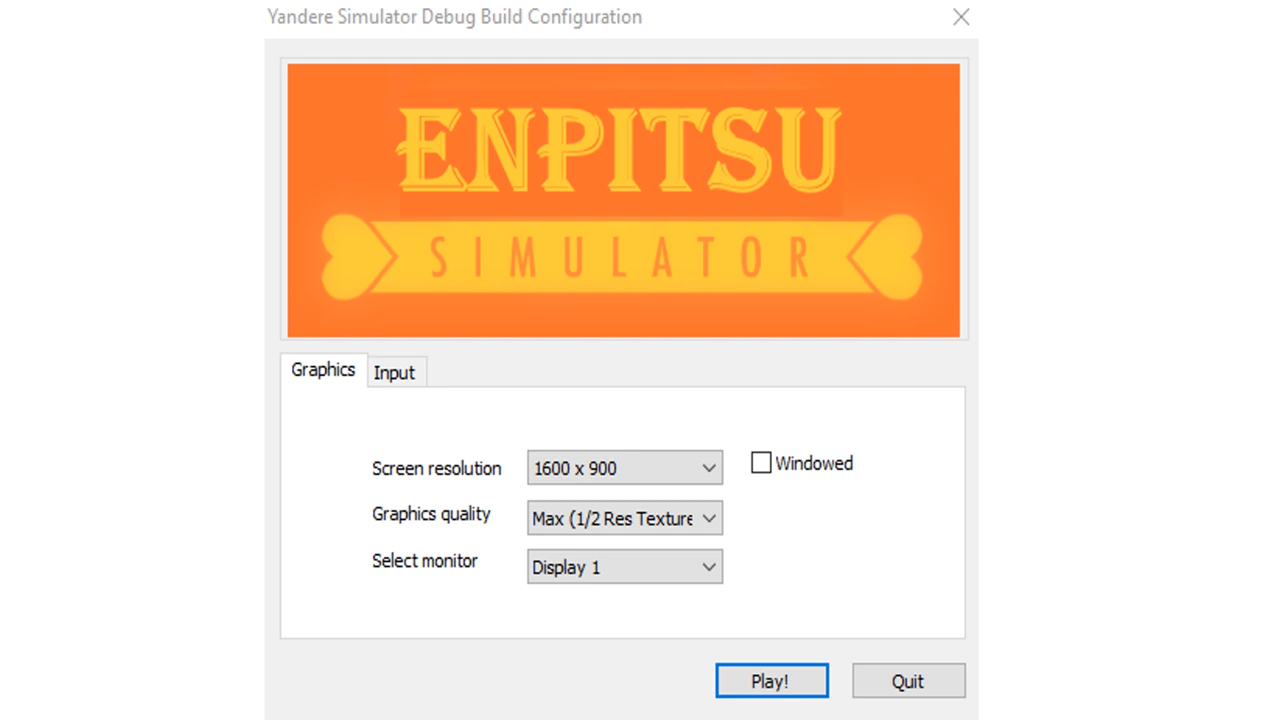 Yandere Simulator Debug Build Configuration
ENPITSU
SIMULATOR
Graphics
Input
Screen resolution
1600 x 900
Windowed
Graphics quality
Max (1/2 Res Texture
Select monitor
Display 1
Play!
Quit